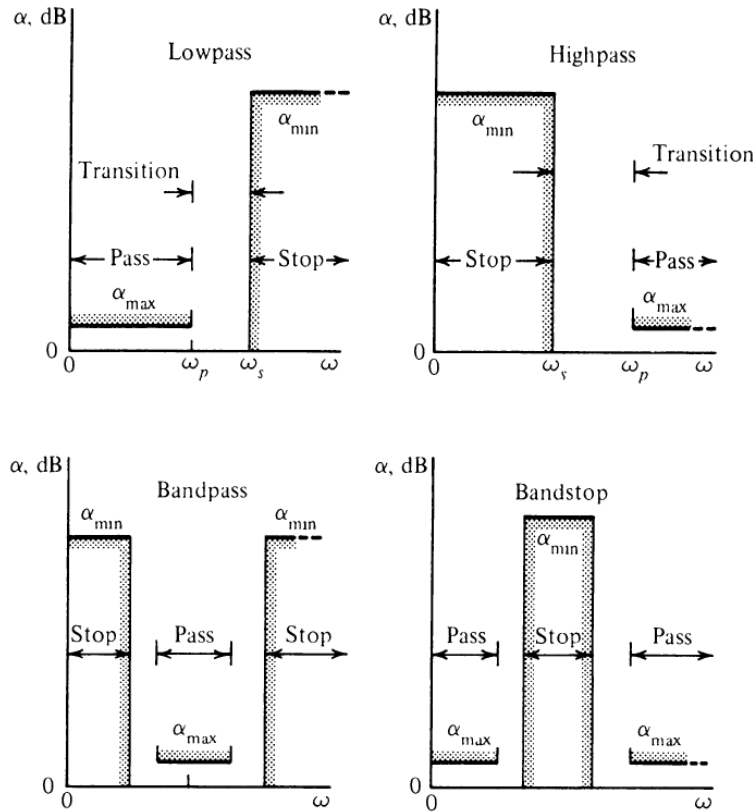 α, dB
Lowpass
α_min
Transition
Pass
Stop
α_max
0
0
ω_p
ω_s
ω
α, dB
Highpass
α_min
Transition
Stop
Pass
α_max
0
0
ω_s
ω_p
ω
α, dB
Bandpass
α_min
α_min
Stop
Pass
Stop
α_max
0
0
ω
α, dB
Bandstop
α_min
Pass
Stop
Pass
α_max
α_max
0
0
ω